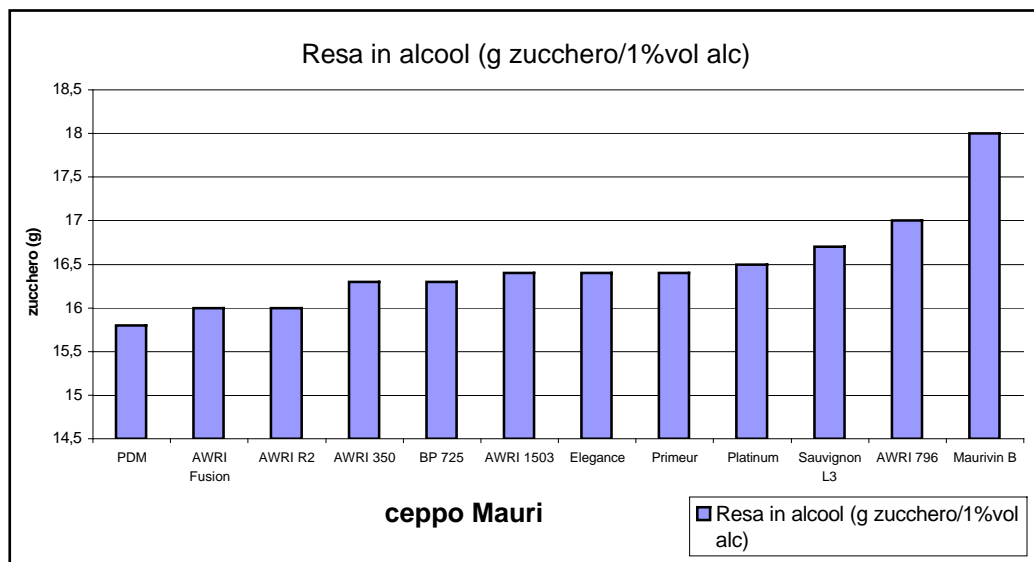 Resa in alcool (g zucchero/1%vol alc)
18,5
18
17,5
17
16,5
16
15,5
15
14,5
zucchero (g)
PDM
AWRI
Fusion
AWRI R2
AWRI 350
BP 725
AWRI 1503
Elegance
Primeur
Platinum
Sauvignon
L3
AWRI 796
Maurivin B
ceppo Mauri
Resa in alcool (g zucchero/1%vol
alc)